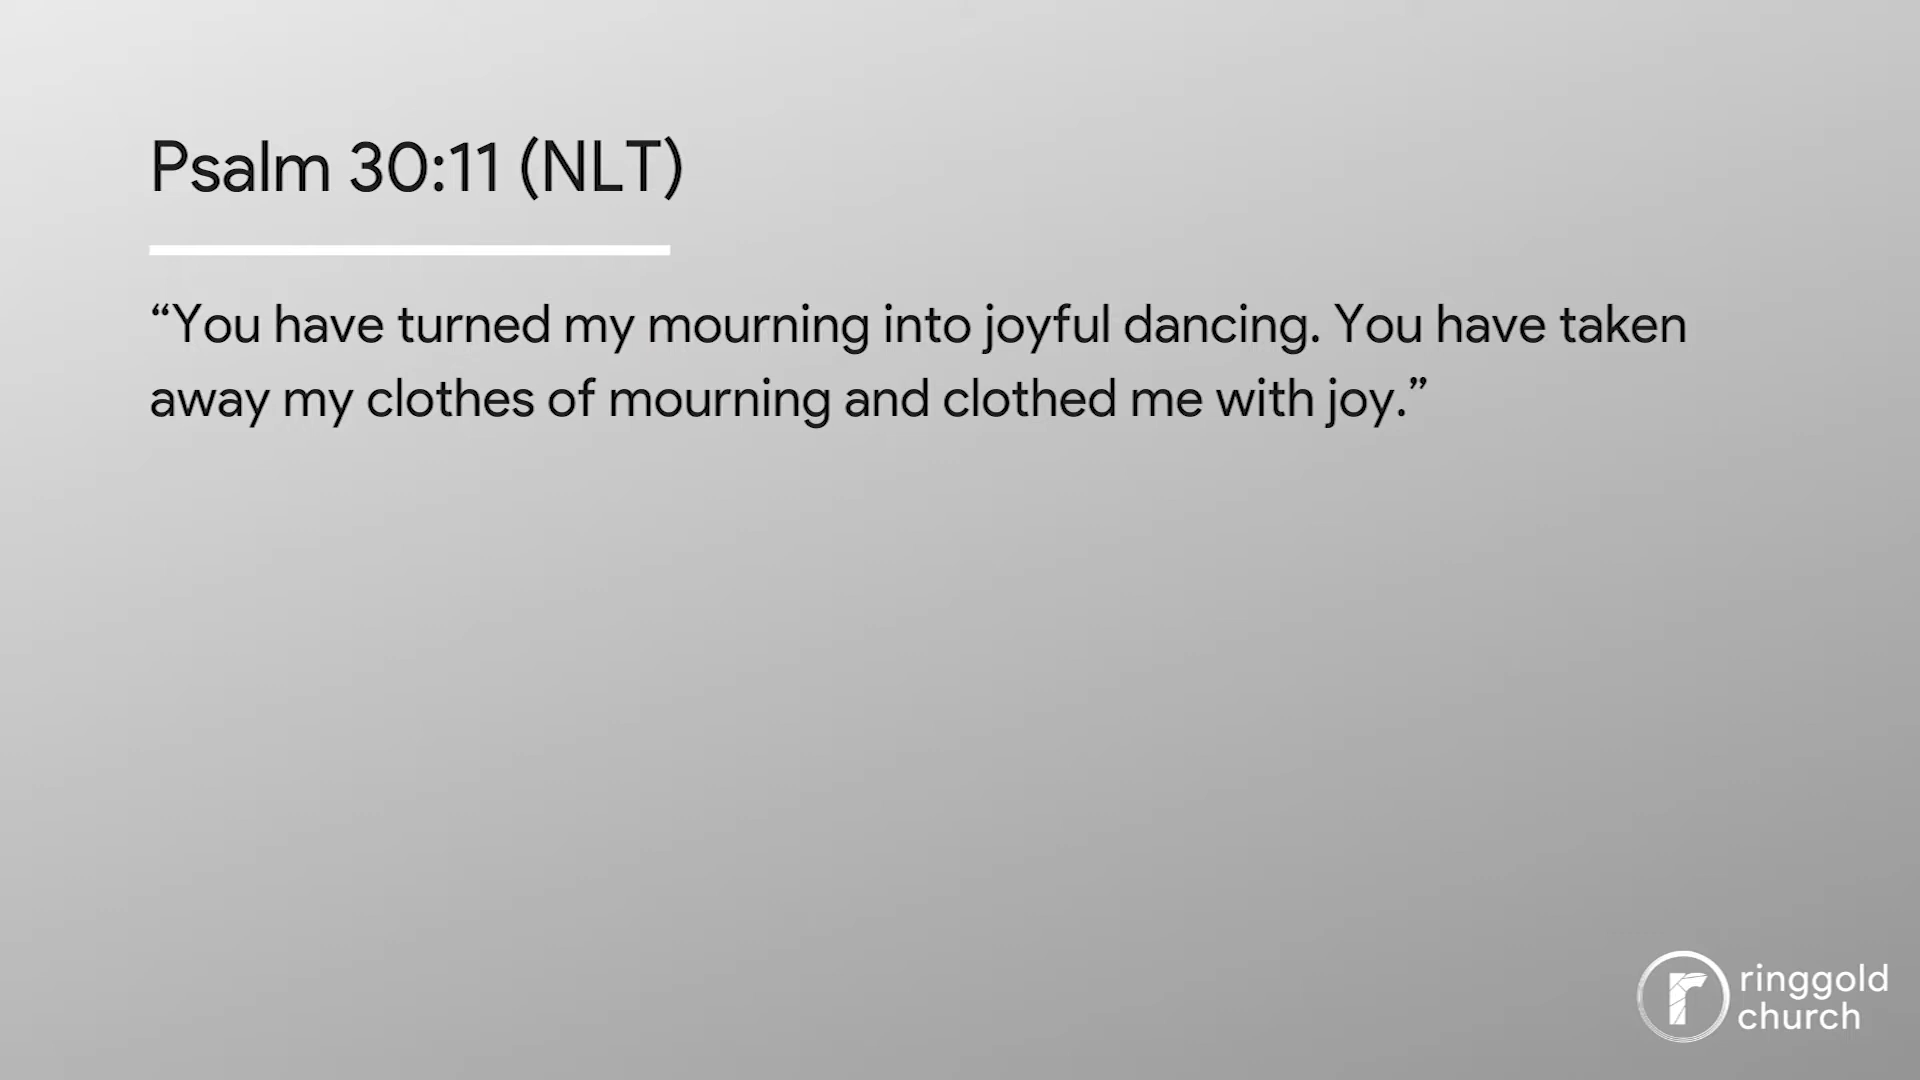 Psalm 30:11 (NLT)
“You have turned my mourning into joyful dancing. You have taken
away my clothes of mourning and clothed me with joy.”
r ringgold
church